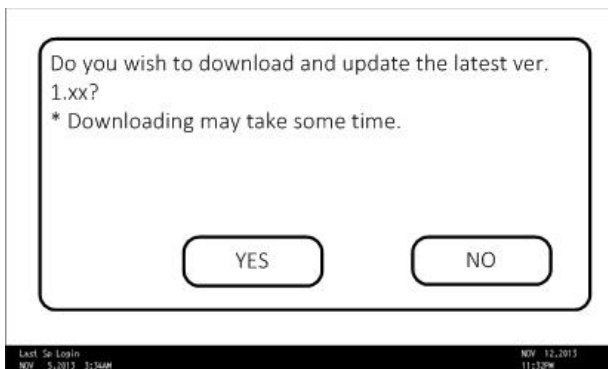 Do you wish to download and update the latest ver.
1.xx?
* Downloading may take some time.
YES NO
Last Se Login NOV 12,2013
NOV 5,2013 3:34AM 11:32PM